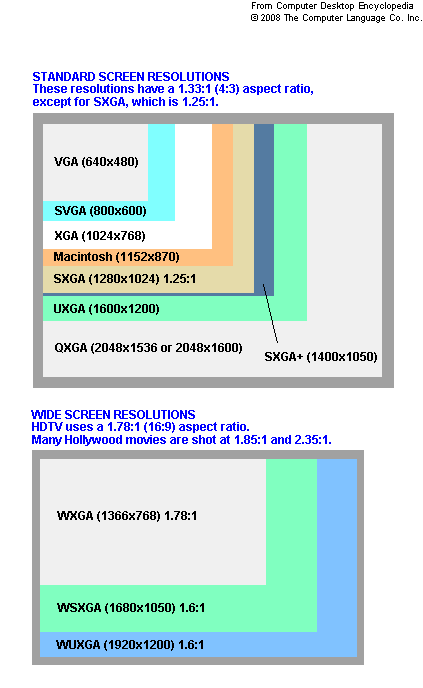 From Computer Desktop Encyclopedia
© 2008 The Computer Language Co. Inc.
STANDARD SCREEN RESOLUTIONS
These resolutions have a 1.33:1 (4:3) aspect ratio,
except for SXGA, which is 1.25:1.
VGA (640x480)
SVGA (800x600)
XGA (1024x768)
Macintosh (1152x870)
SXGA (1280x1024) 1.25:1
UXGA (1600x1200)
QXGA (2048x1536 or 2048x1600)
SXGA+ (1400x1050)
WIDE SCREEN RESOLUTIONS
HDTV uses a 1.78:1 (16:9) aspect ratio.
Many Hollywood movies are shot at 1.85:1 and 2.35:1.
WXGA (1366x768) 1.78:1
WSXGA (1680x1050) 1.6:1
WUXGA (1920x1200) 1.6:1